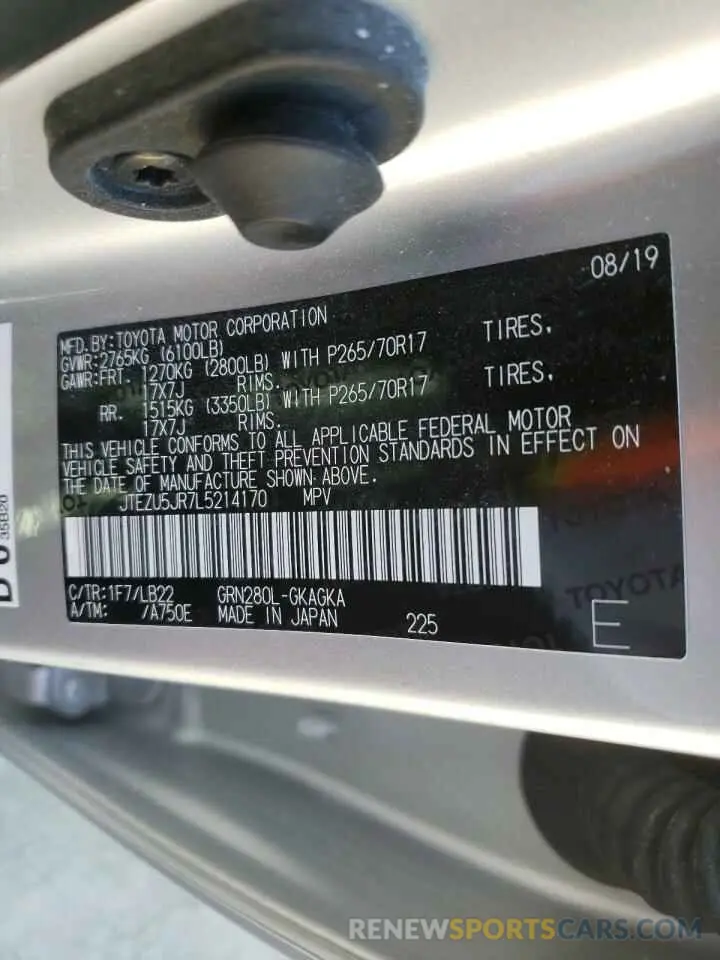 08/19
MFD.BY:TOYOTA MOTOR CORPORATION
GVWR:2765KG (6100LB)
GAWR:FRT. 1270KG (2800LB) WITH P265/70R17 TIRES,
17X7J RIMS.
RR. 1515KG (3350LB) WITH P265/70R17 TIRES,
17X7J RIMS.
THIS VEHICLE CONFORMS TO ALL APPLICABLE FEDERAL MOTOR
VEHICLE SAFETY AND THEFT PREVENTION STANDARDS IN EFFECT ON
THE DATE OF MANUFACTURE SHOWN ABOVE.
JTEZU5JR7L5214170 MPV
C/TR:1F7/LB22 GRN280L-GKAGKA
A/TM: /A750E MADE IN JAPAN 225
E
TOYOTA
35B20
RENEWSPORTSCARS.COM